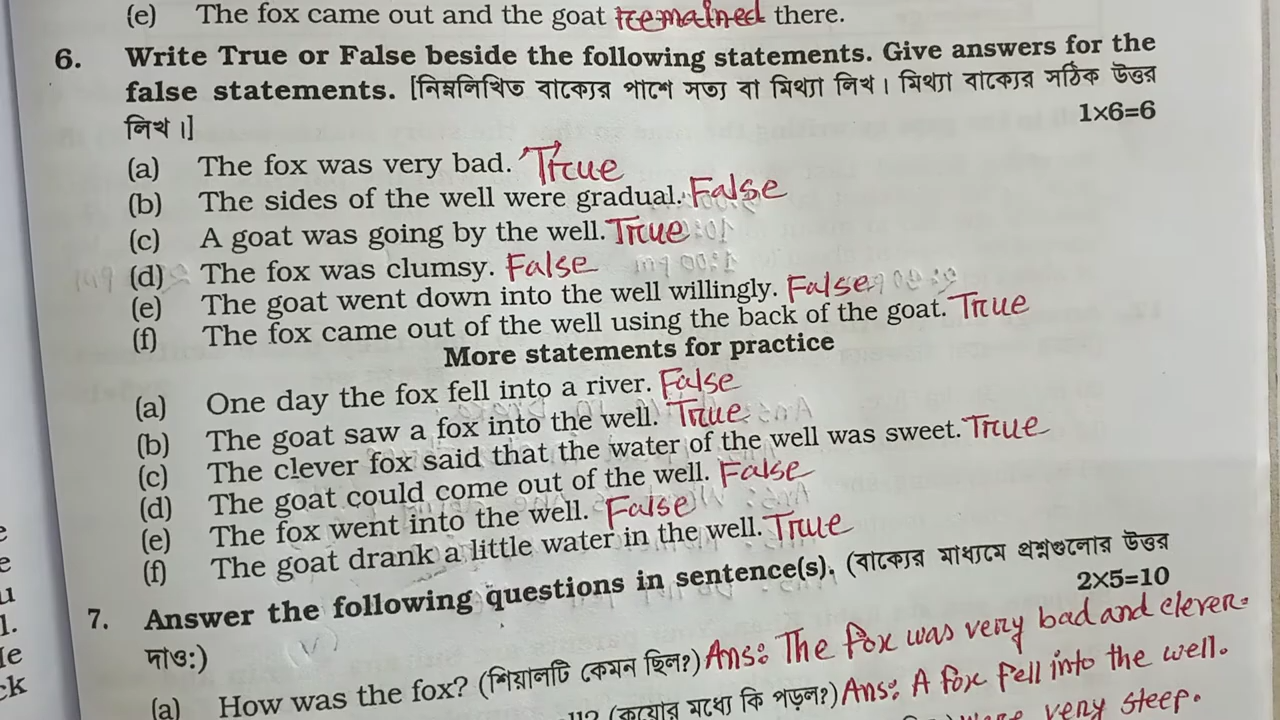 (e) The fox came out and the goat remained there.
6. Write True or False beside the following statements. Give answers for the
false statements. [নিম্নলিখিত বাক্যের পাশে সত্য বা মিথ্যা লিখ। মিথ্যা বাক্যের সঠিক উত্তর
লিখ।] 1×6=6
(a) The fox was very bad. True
(b) The sides of the well were gradual. False
(c) A goat was going by the well. True
(d) The fox was clumsy. False
(e) The goat went down into the well willingly. False
(f) The fox came out of the well using the back of the goat. True
More statements for practice
(a) One day the fox fell into a river. False
(b) The goat saw a fox into the well. True
(c) The clever fox said that the water of the well was sweet. True
(d) The goat could come out of the well. False
(e) The fox went into the well. False
(f) The goat drank a little water in the well. True
7. Answer the following questions in sentence(s). (বাক্যের মাধ্যমে প্রশ্নগুলোর উত্তর
দাও:) 2×5=10
(a) How was the fox? (শিয়ালটি কেমন ছিল?) Ans: The fox was very bad and clever.
(কূয়োর মধ্যে কি পড়ল?) Ans: A fox fell into the well.
were very steep.